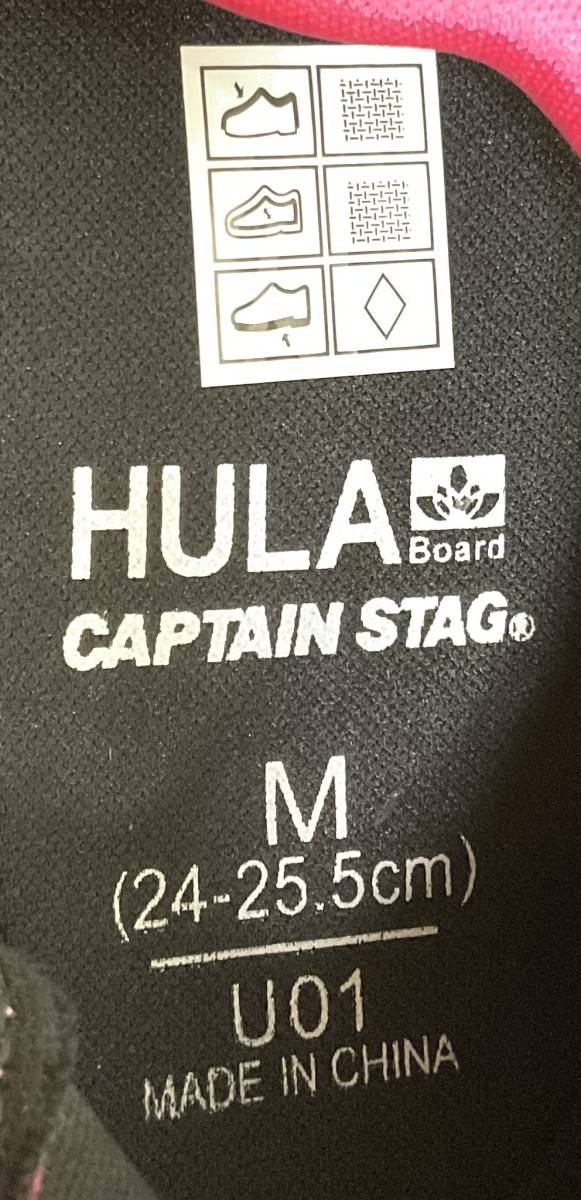 HULA
Board
CAPTAIN STAG®
M
(24-25.5cm)
U01
MADE IN CHINA